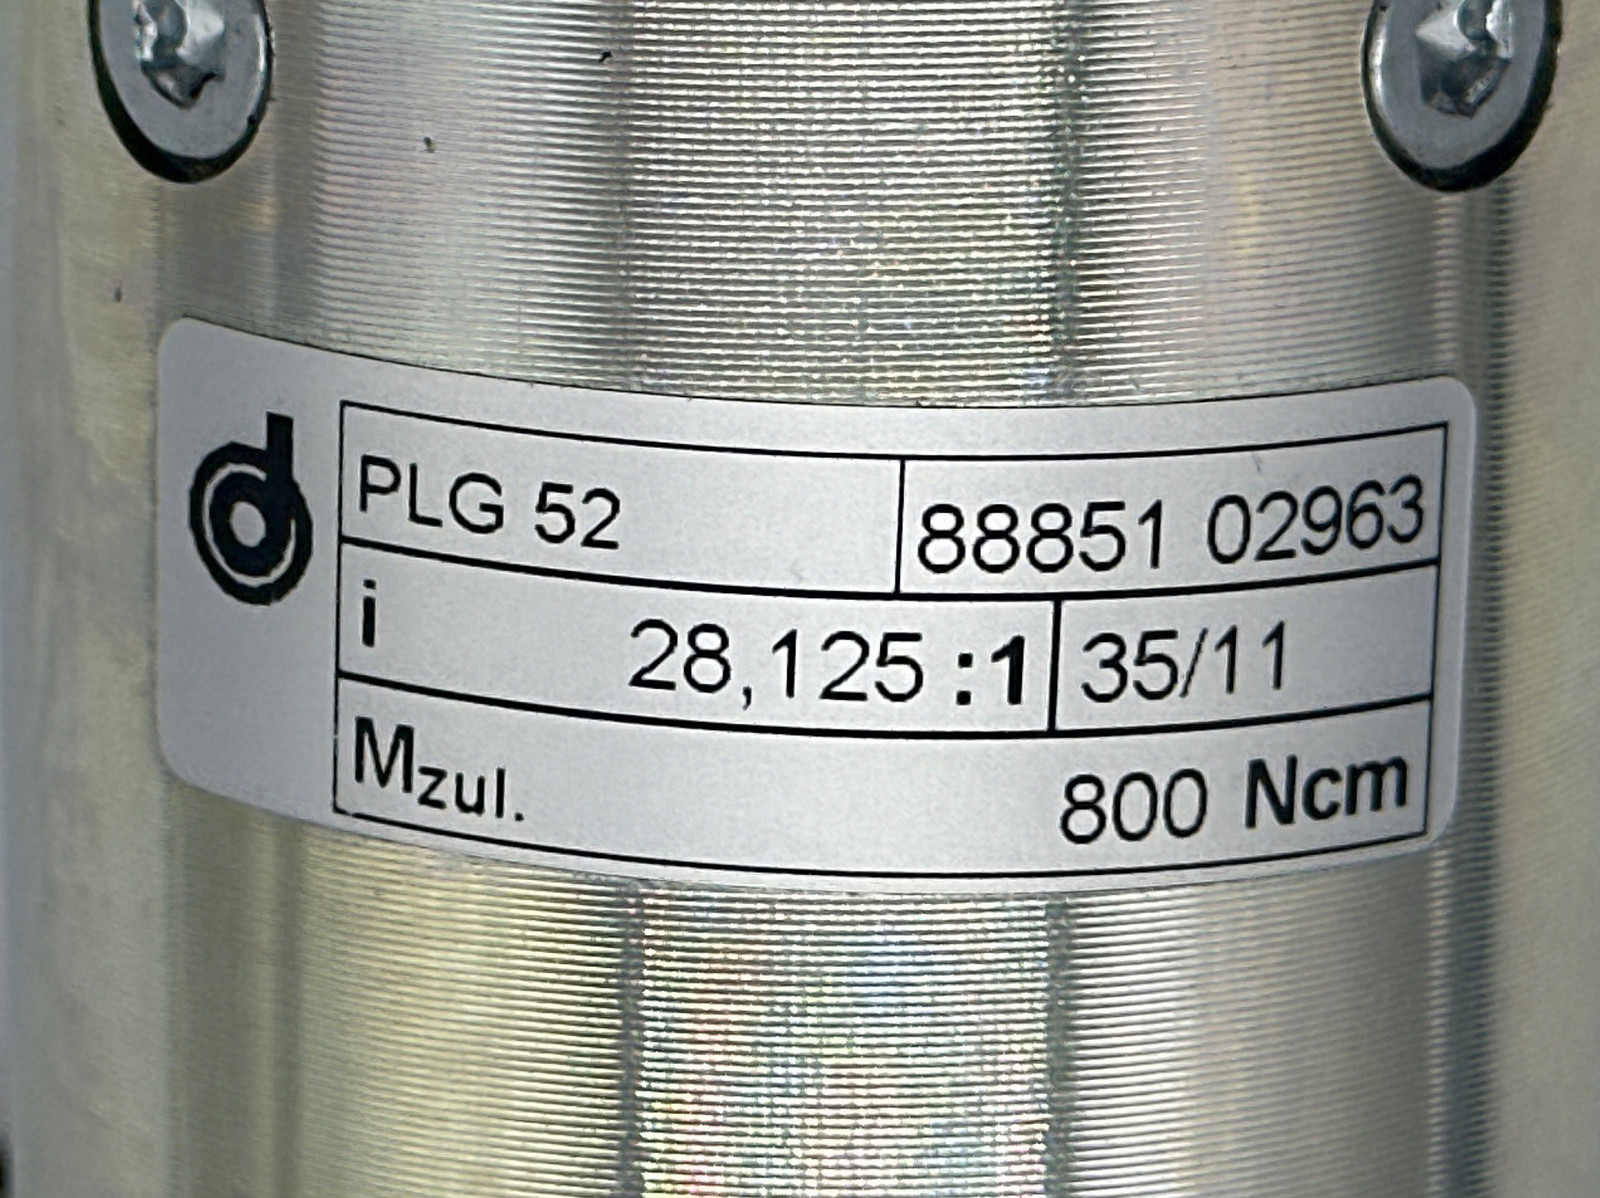 PLG 52 88851 02963
i 28,125 :1 35/11
Mzul. 800 Ncm